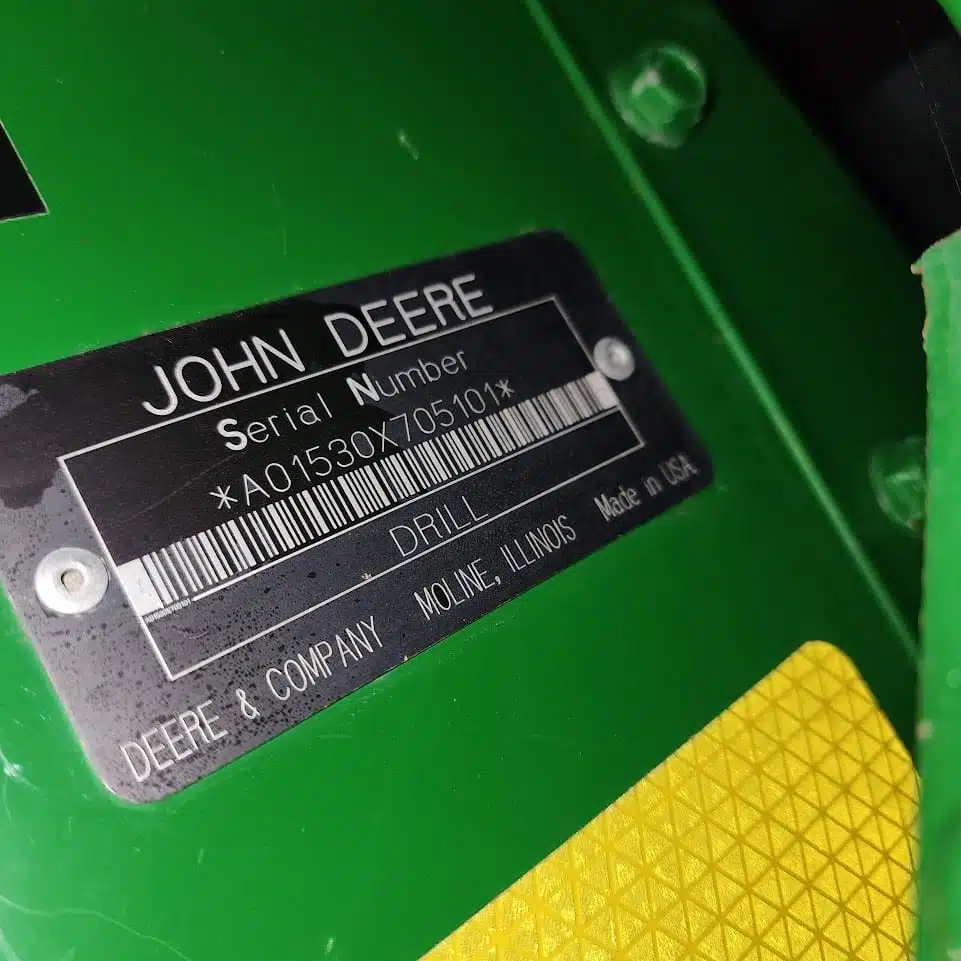 JOHN DEERE
Serial Number
*A01530X705101*
DRILL
DEERE & COMPANY MOLINE, ILLINOIS Made in USA